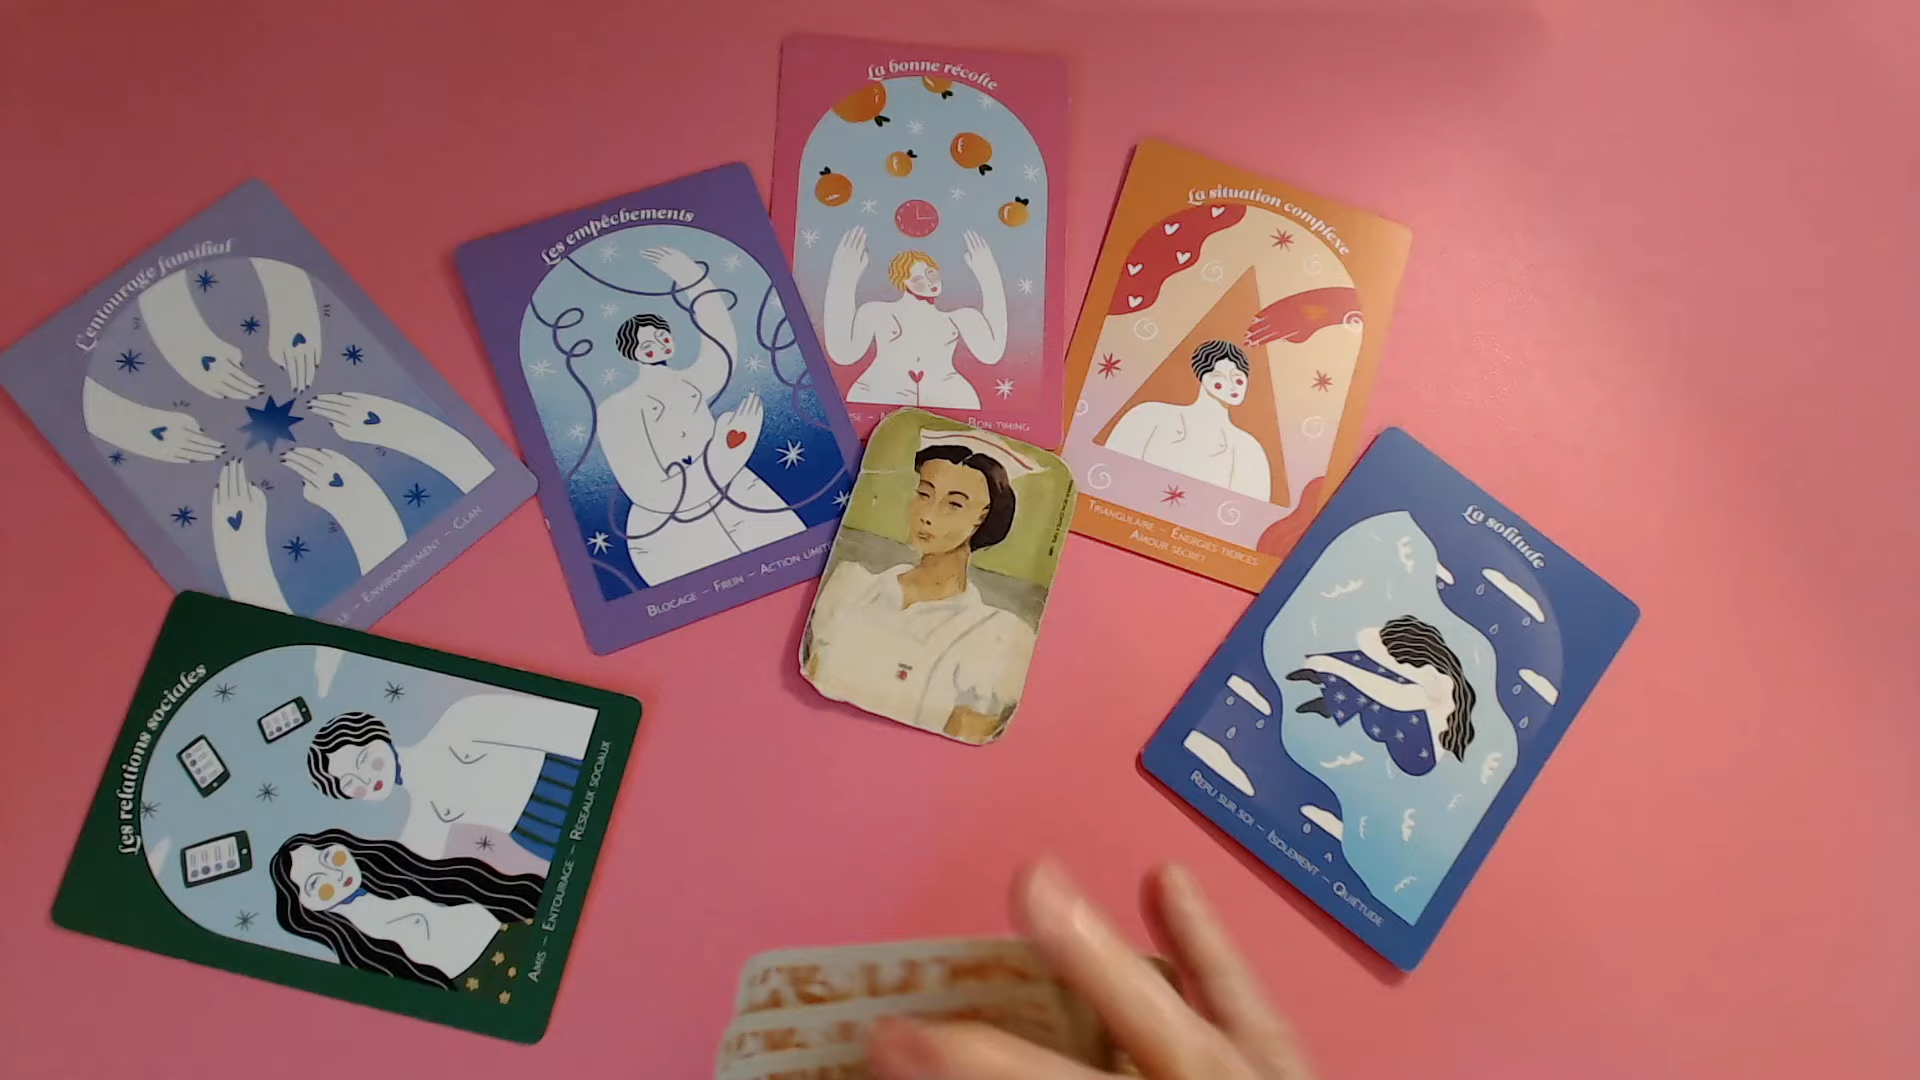 La bonne récolte
Bon timing
La situation complexe
Triangulaire – Énergies tierces
Amour secret
Les empêchements
Blocage – Frein – Action
L'entourage familial
Environnement – Clan
La solitude
Repli sur soi – Isolement – Quiétude
Les relations sociales
Amis – Entourage – Réseaux sociaux